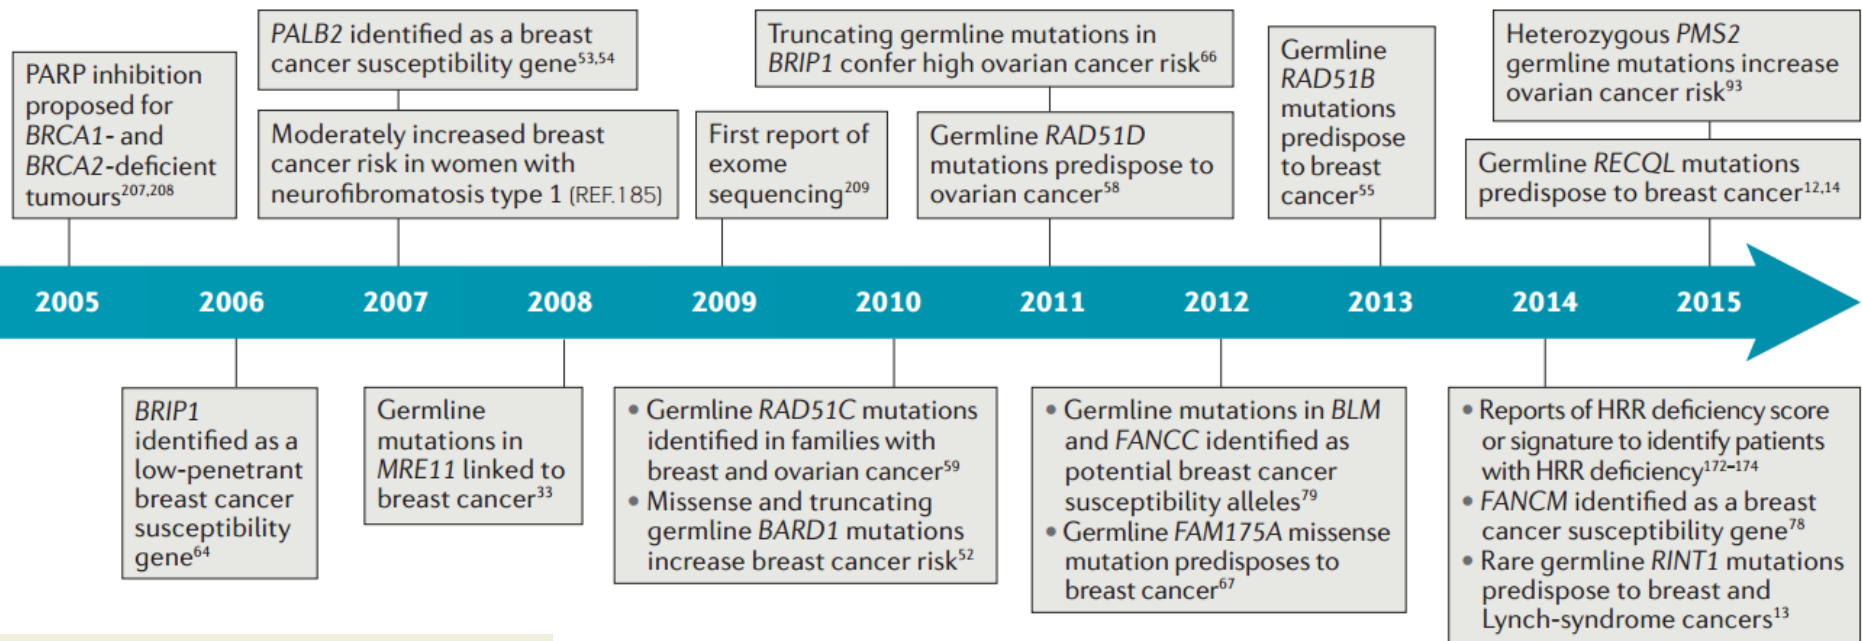 PARP inhibition
proposed for
BRCA1- and
BRCA2-deficient
tumours207,208
PALB2 identified as a breast
cancer susceptibility gene53,54
Moderately increased breast
cancer risk in women with
neurofibromatosis type 1 (REF. 185)
First report of
exome
sequencing209
Truncating germline mutations in
BRIP1 confer high ovarian cancer risk66
Germline RAD51D
mutations predispose to
ovarian cancer58
Germline
RAD51B
mutations
predispose
to breast
cancer55
Heterozygous PMS2
germline mutations increase
ovarian cancer risk93
Germline RECQL mutations
predispose to breast cancer12,14
2005 2006 2007 2008 2009 2010 2011 2012 2013 2014 2015
BRIP1
identified as a
low-penetrant
breast cancer
susceptibility
gene64
Germline
mutations in
MRE11 linked to
breast cancer33
• Germline RAD51C mutations
identified in families with
breast and ovarian cancer59
• Missense and truncating
germline BARD1 mutations
increase breast cancer risk52
• Germline mutations in BLM
and FANCC identified as
potential breast cancer
susceptibility alleles79
• Germline FAM175A missense
mutation predisposes to
breast cancer67
• Reports of HRR deficiency score
or signature to identify patients
with HRR deficiency172–174
• FANCM identified as a breast
cancer susceptibility gene78
• Rare germline RINT1 mutations
predispose to breast and
Lynch-syndrome cancers13